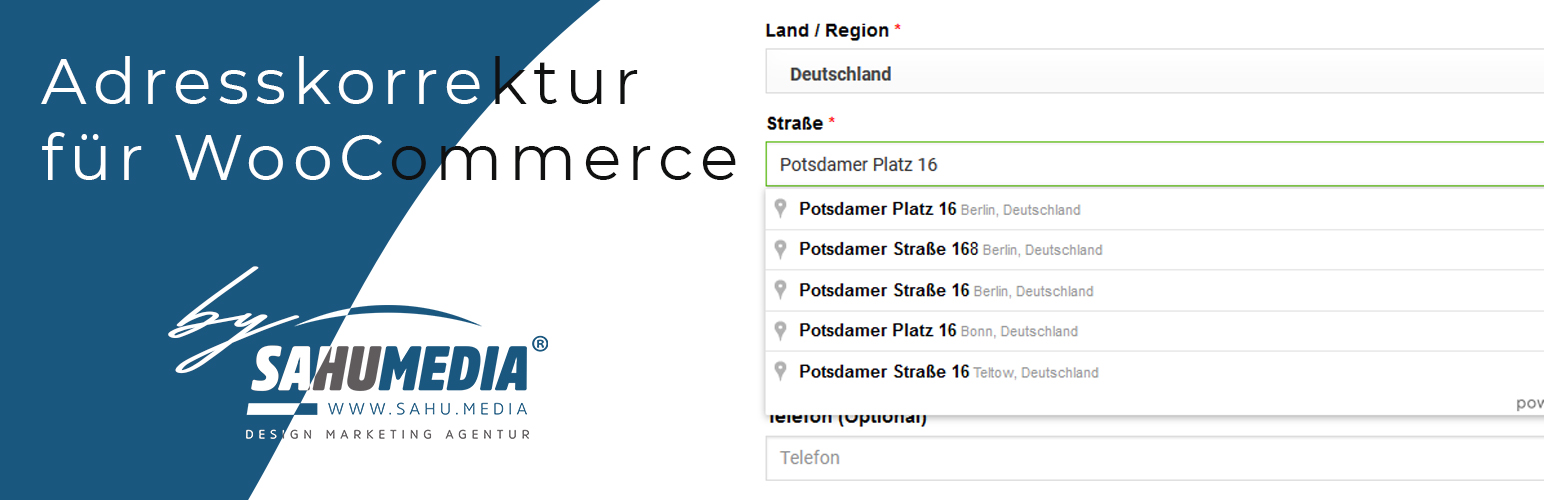 Adresskorrektur
für WooCommerce
by
SAHUMEDIA®
WWW.SAHU.MEDIA
DESIGN MARKETING AGENTUR
Land / Region *
Deutschland
Straße *
Potsdamer Platz 16
Potsdamer Platz 16 Berlin, Deutschland
Potsdamer Straße 168 Berlin, Deutschland
Potsdamer Straße 16 Berlin, Deutschland
Potsdamer Platz 16 Bonn, Deutschland
Potsdamer Straße 16 Teltow, Deutschland
Telefon (Optional)
Telefon